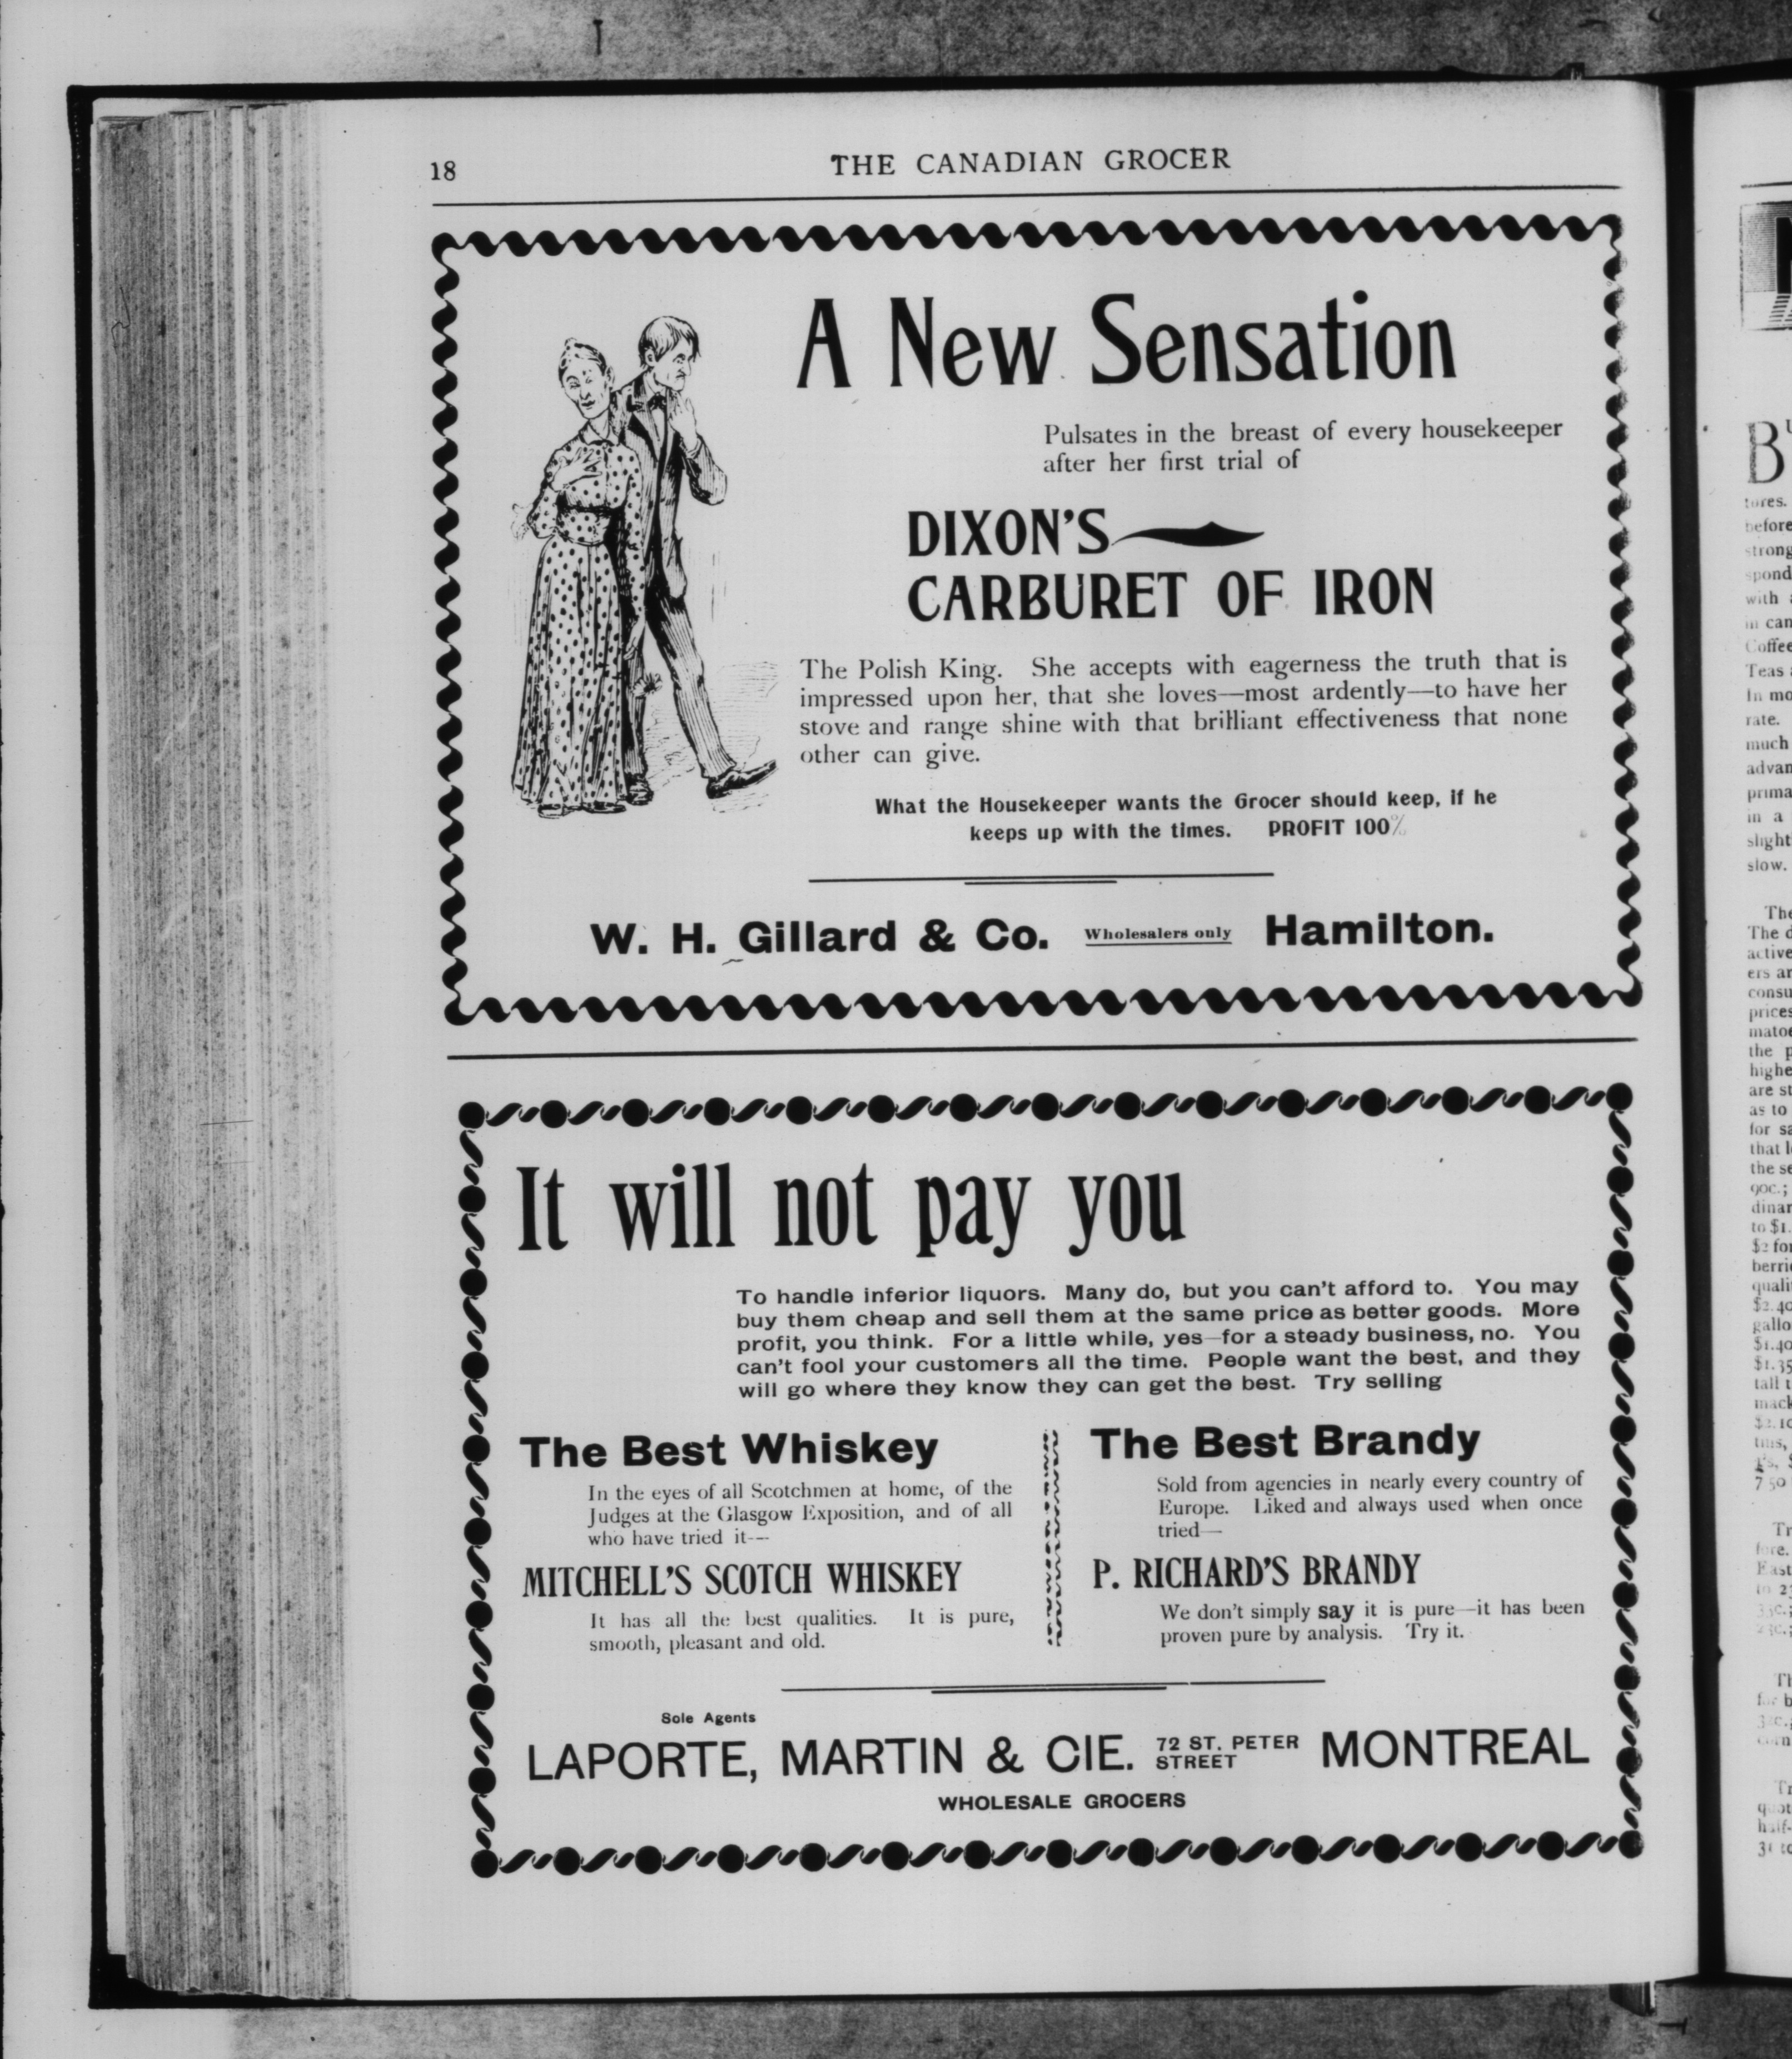 18
THE CANADIAN GROCER
A New Sensation
Pulsates in the breast of every housekeeper
after her first trial of
DIXON'S
CARBURET OF IRON
The Polish King. She accepts with eagerness the truth that is
impressed upon her, that she loves—most ardently—to have her
stove and range shine with that brilliant effectiveness that none
other can give.
What the Housekeeper wants the Grocer should keep, if he
keeps up with the times. PROFIT 100%
W. H. Gillard & Co. Wholesalers only Hamilton.
It will not pay you
To handle inferior liquors. Many do, but you can't afford to. You may
buy them cheap and sell them at the same price as better goods. More
profit, you think. For a little while, yes—for a steady business, no. You
can't fool your customers all the time. People want the best, and they
will go where they know they can get the best. Try selling
The Best Whiskey
In the eyes of all Scotchmen at home, of the
Judges at the Glasgow Exposition, and of all
who have tried it—
MITCHELL'S SCOTCH WHISKEY
It has all the best qualities. It is pure,
smooth, pleasant and old.
The Best Brandy
Sold from agencies in nearly every country of
Europe. Liked and always used when once
tried—
P. RICHARD'S BRANDY
We don't simply say it is pure—it has been
proven pure by analysis. Try it.
Sole Agents
LAPORTE, MARTIN & CIE. 72 ST. PETER STREET MONTREAL
WHOLESALE GROCERS